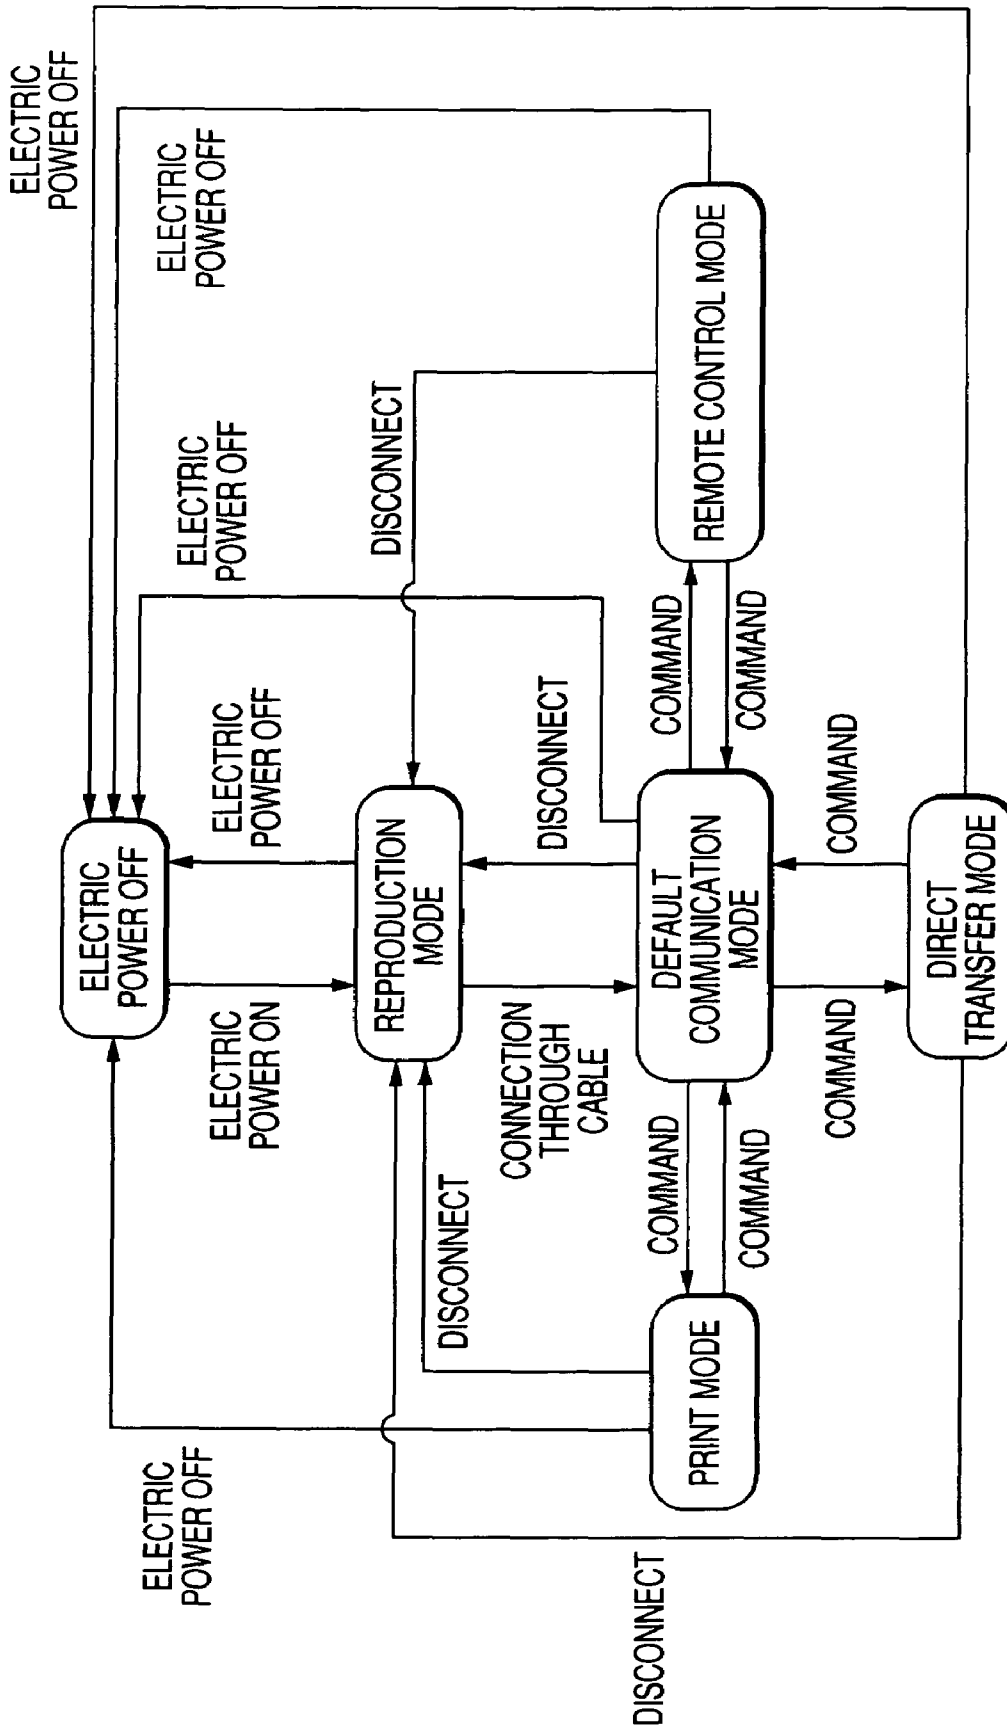 ELECTRIC
POWER OFF
ELECTRIC
POWER OFF
ELECTRIC
POWER OFF
ELECTRIC
POWER OFF
ELECTRIC
POWER OFF
ELECTRIC
POWER OFF
ELECTRIC
POWER ON
DISCONNECT
REPRODUCTION
MODE
DISCONNECT
CONNECTION
THROUGH
CABLE
DISCONNECT
DISCONNECT
PRINT MODE
COMMAND
COMMAND
DEFAULT
COMMUNICATION
MODE
COMMAND
COMMAND
REMOTE CONTROL MODE
COMMAND
COMMAND
DIRECT
TRANSFER MODE